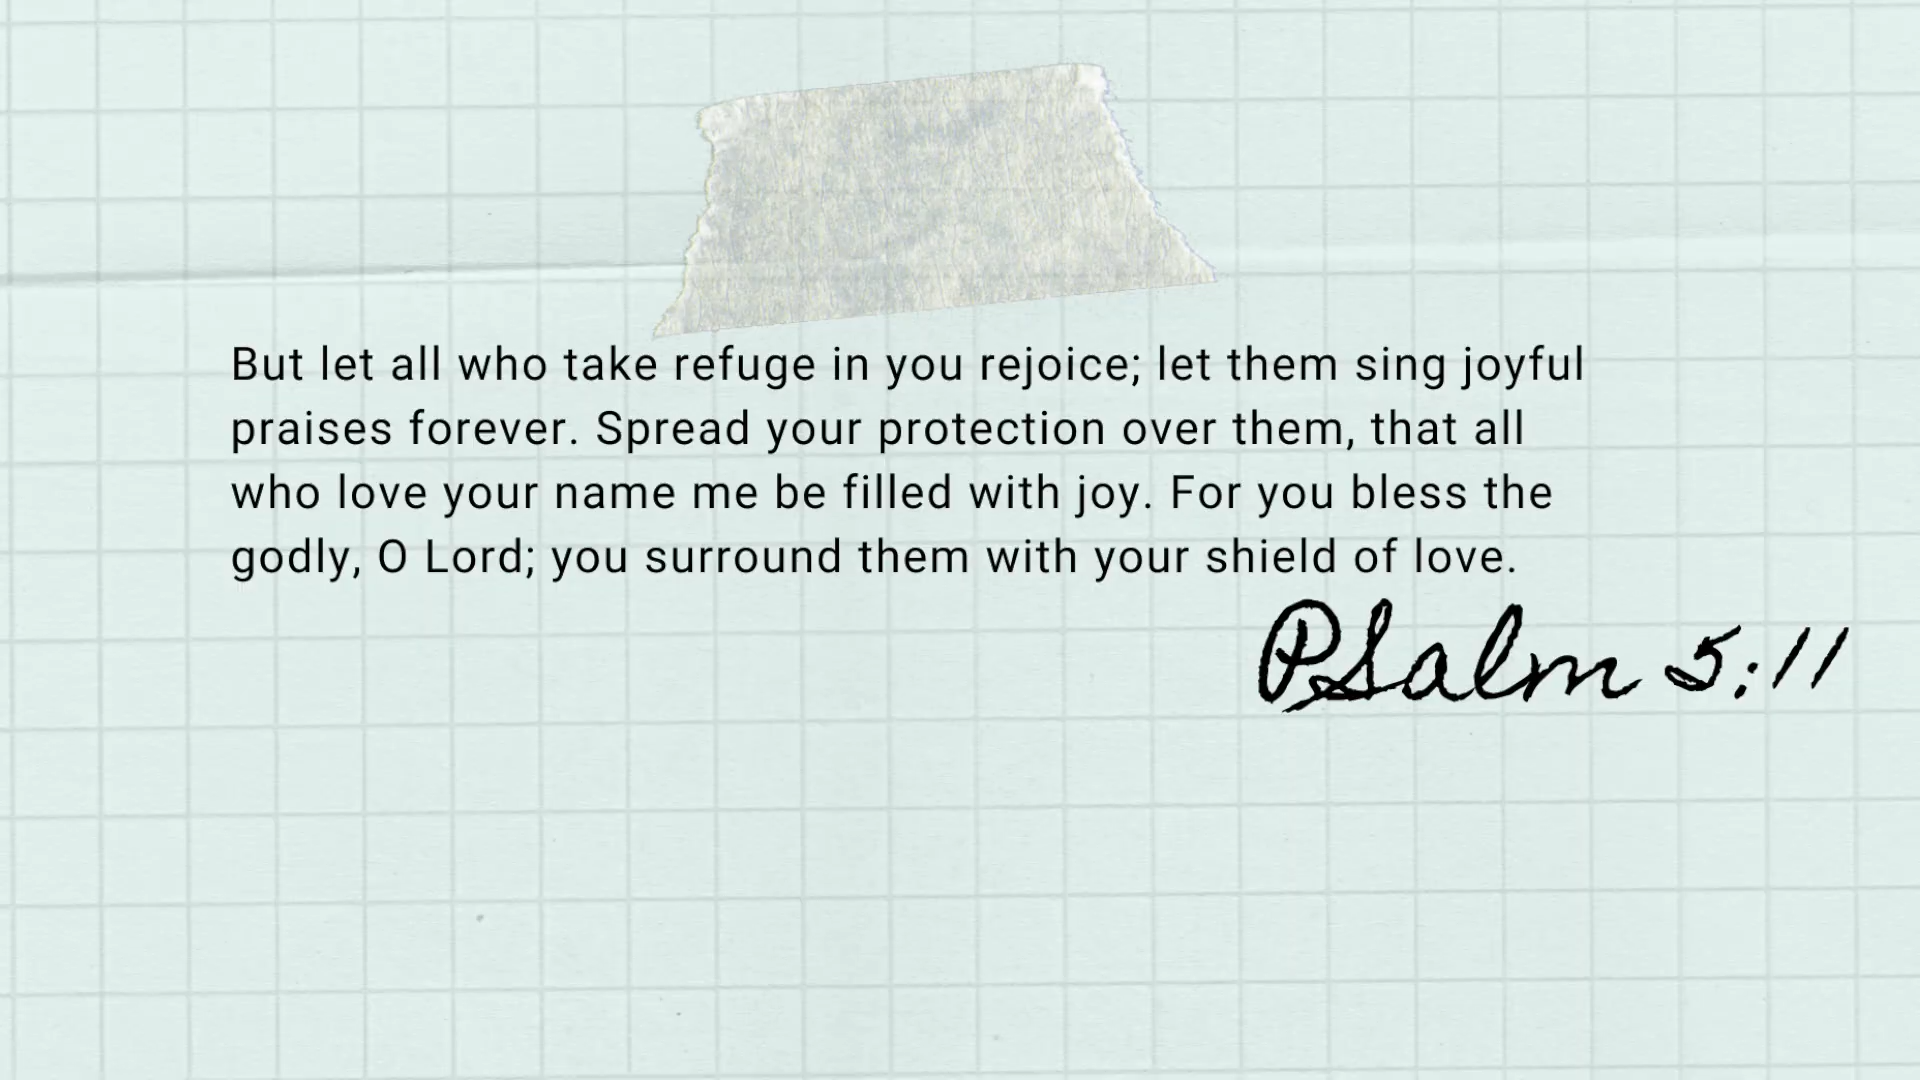 But let all who take refuge in you rejoice; let them sing joyful
praises forever. Spread your protection over them, that all
who love your name me be filled with joy. For you bless the
godly, O Lord; you surround them with your shield of love.
Psalm 5:11